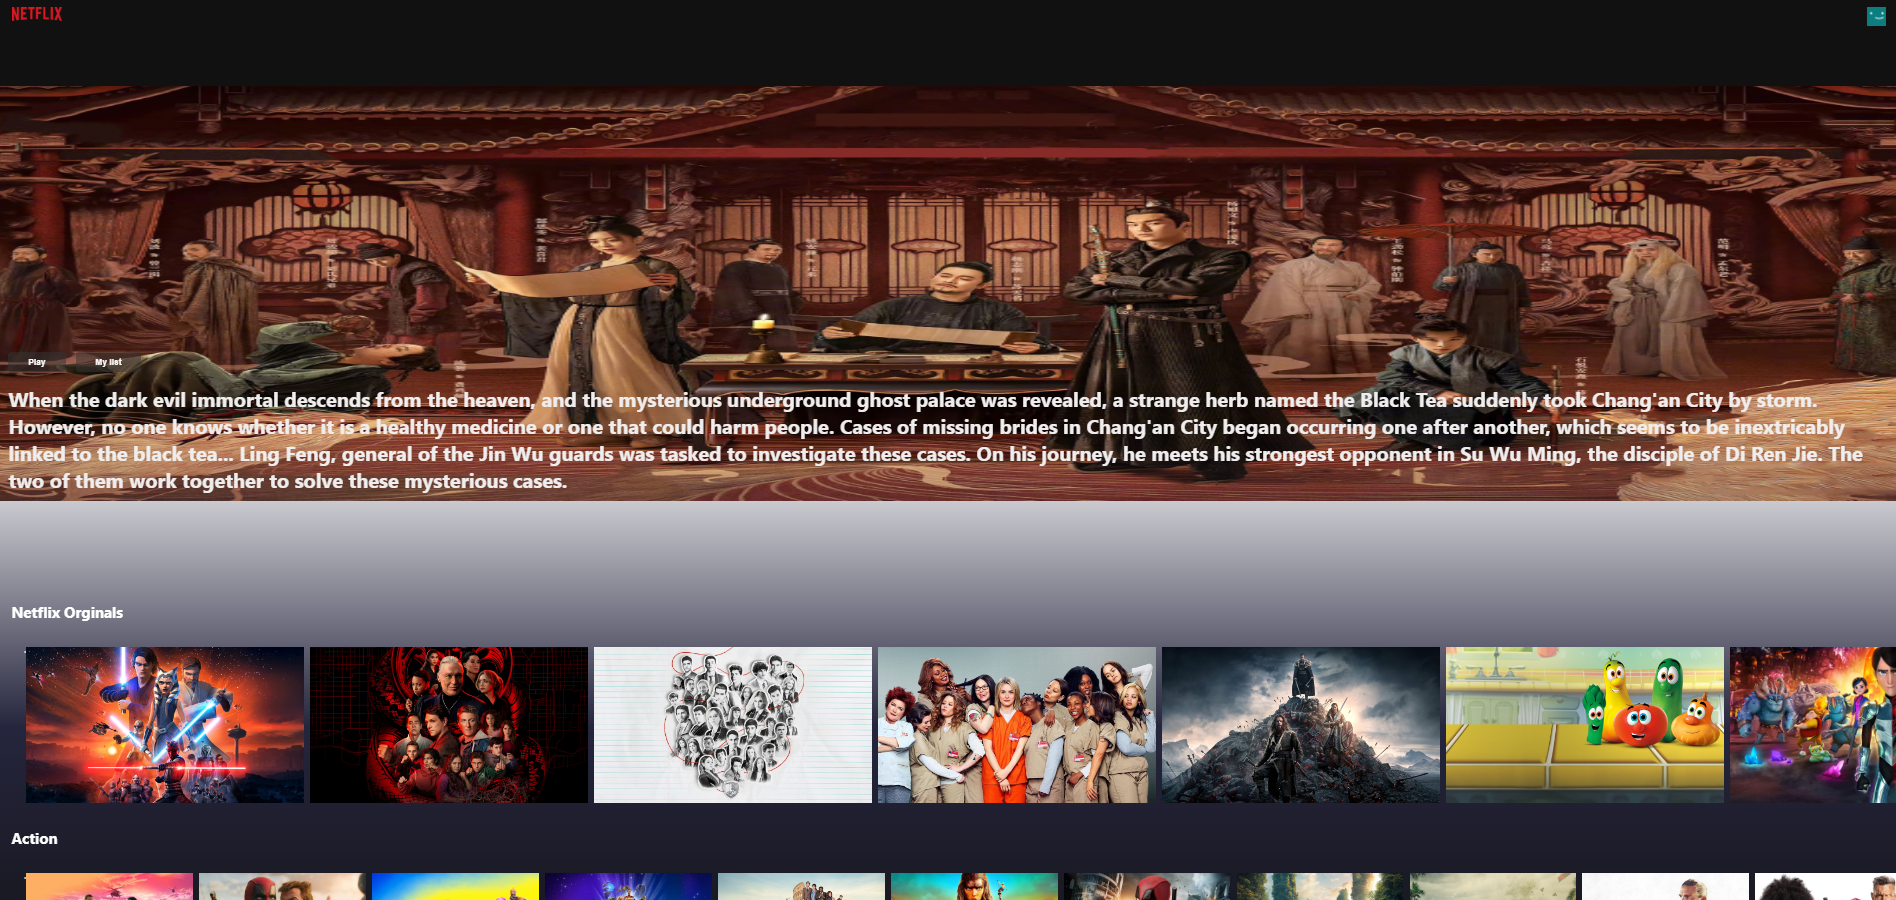 NETFLIX
Play
My list
When the dark evil immortal descends from the heaven, and the mysterious underground ghost palace was revealed, a strange herb named the Black Tea suddenly took Chang'an City by storm.
However, no one knows whether it is a healthy medicine or one that could harm people. Cases of missing brides in Chang'an City began occurring one after another, which seems to be inextricably
linked to the black tea... Ling Feng, general of the Jin Wu guards was tasked to investigate these cases. On his journey, he meets his strongest opponent in Su Wu Ming, the disciple of Di Ren Jie. The
two of them work together to solve these mysterious cases.
Netflix Orginals
Action